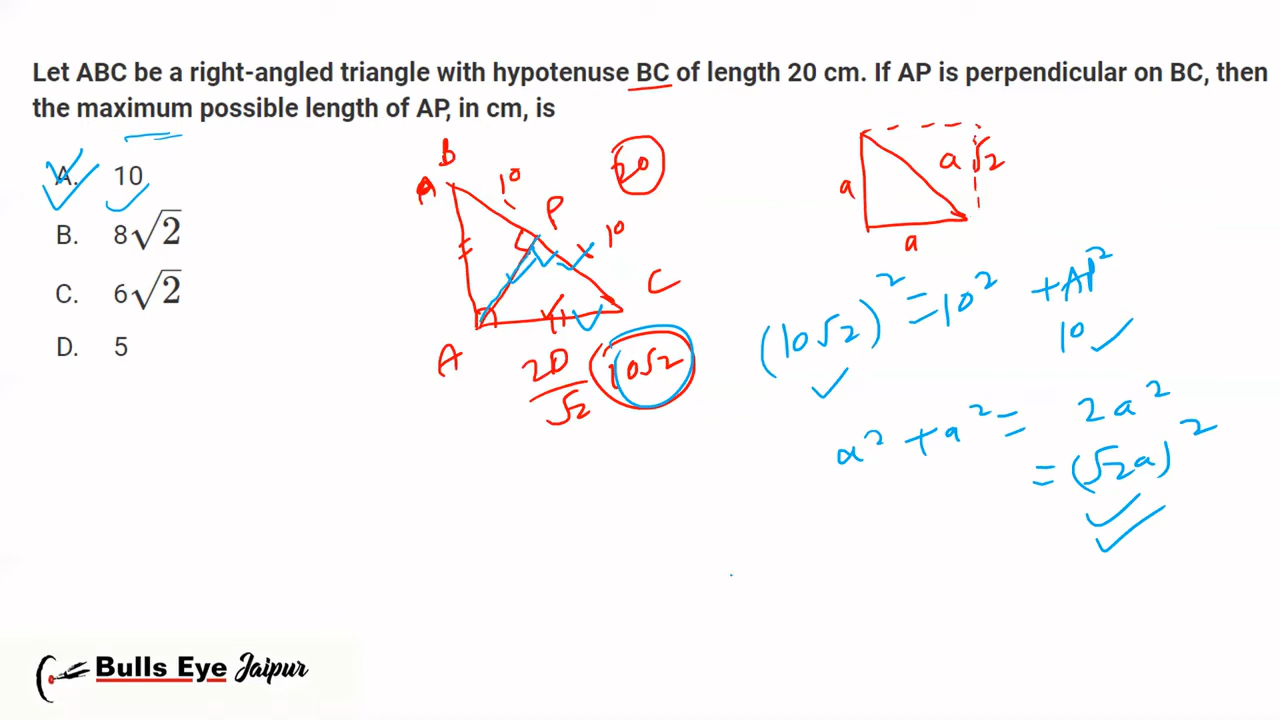 Let ABC be a right-angled triangle with hypotenuse BC of length 20 cm. If AP is perpendicular on BC, then
the maximum possible length of AP, in cm, is
A. 10
B. 8√2
C. 6√2
D. 5
B
A
10
20
P
10
C
A
20/√2
10√2
a
a√2
a
(10√2)² = 10² + AP²
10
a² + a² = 2a²
= (√2a)²
Bulls Eye Jaipur